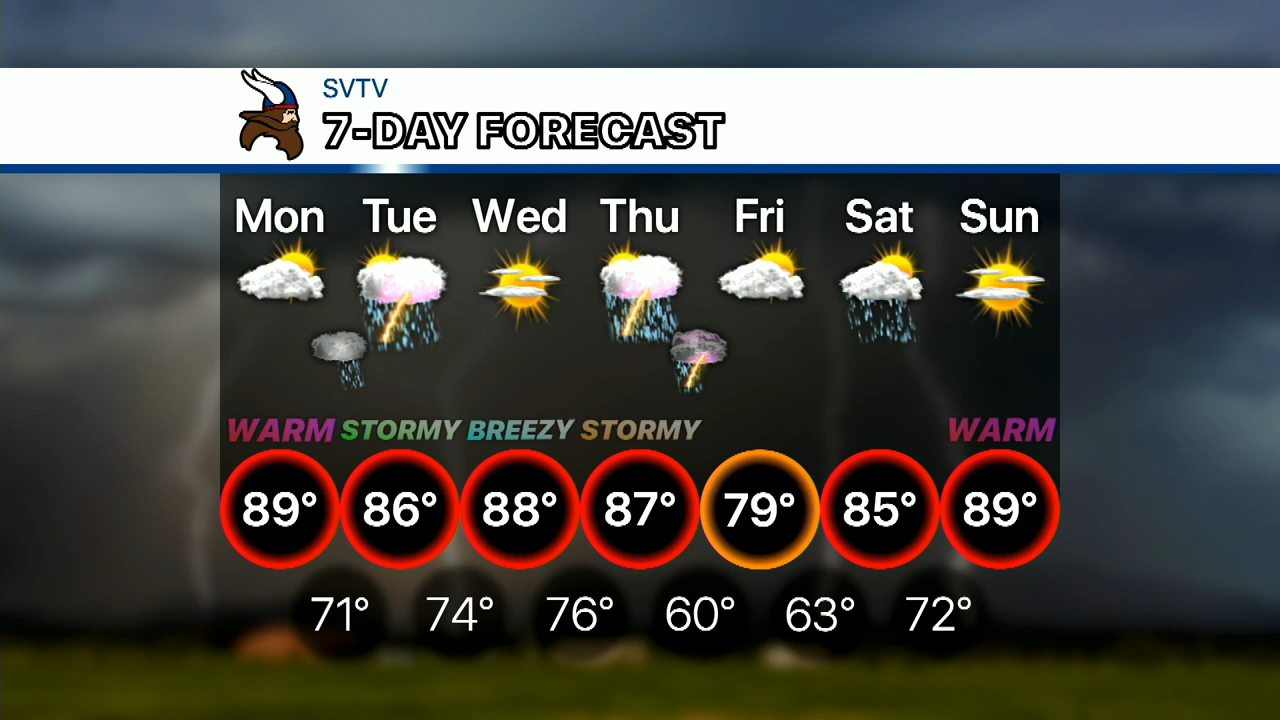 SVTV
7-DAY FORECAST
Mon Tue Wed Thu Fri Sat Sun
WARM STORMY BREEZY STORMY WARM
89° 86° 88° 87° 79° 85° 89°
71° 74° 76° 60° 63° 72°